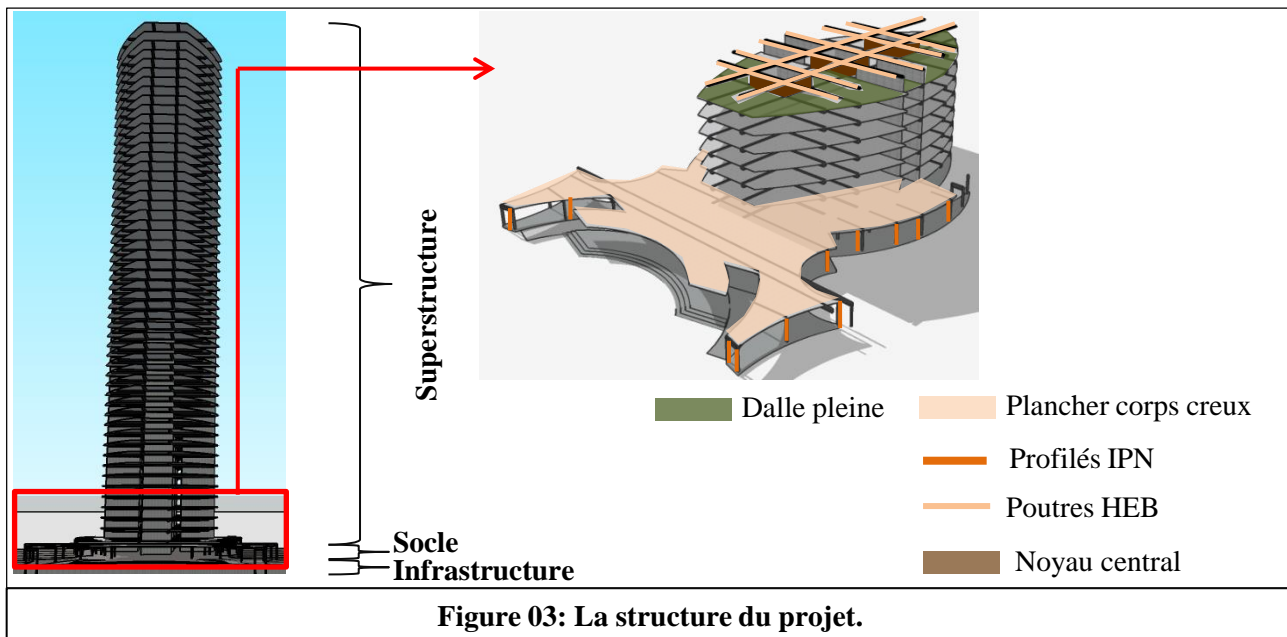 Superstructure
Socle
Infrastructure
Dalle pleine
Plancher corps creux
Profilés IPN
Poutres HEB
Noyau central
Figure 03: La structure du projet.